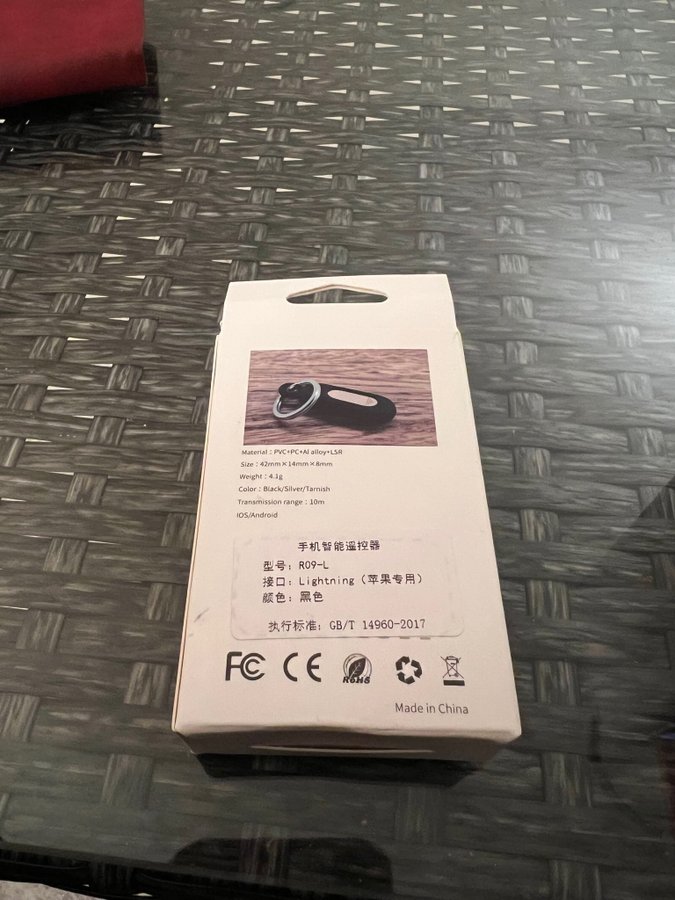 Material：PVC+PC+Al alloy+LSR
Size：42mm×14mm×8mm
Weight：4.1g
Color：Black/Silver/Tarnish
Transmission range：10m
IOS/Android
手机智能遥控器
型号：R09-L
接口：Lightning（苹果专用）
颜色：黑色
执行标准：GB/T 14960-2017
FC CE RoHS
Made in China